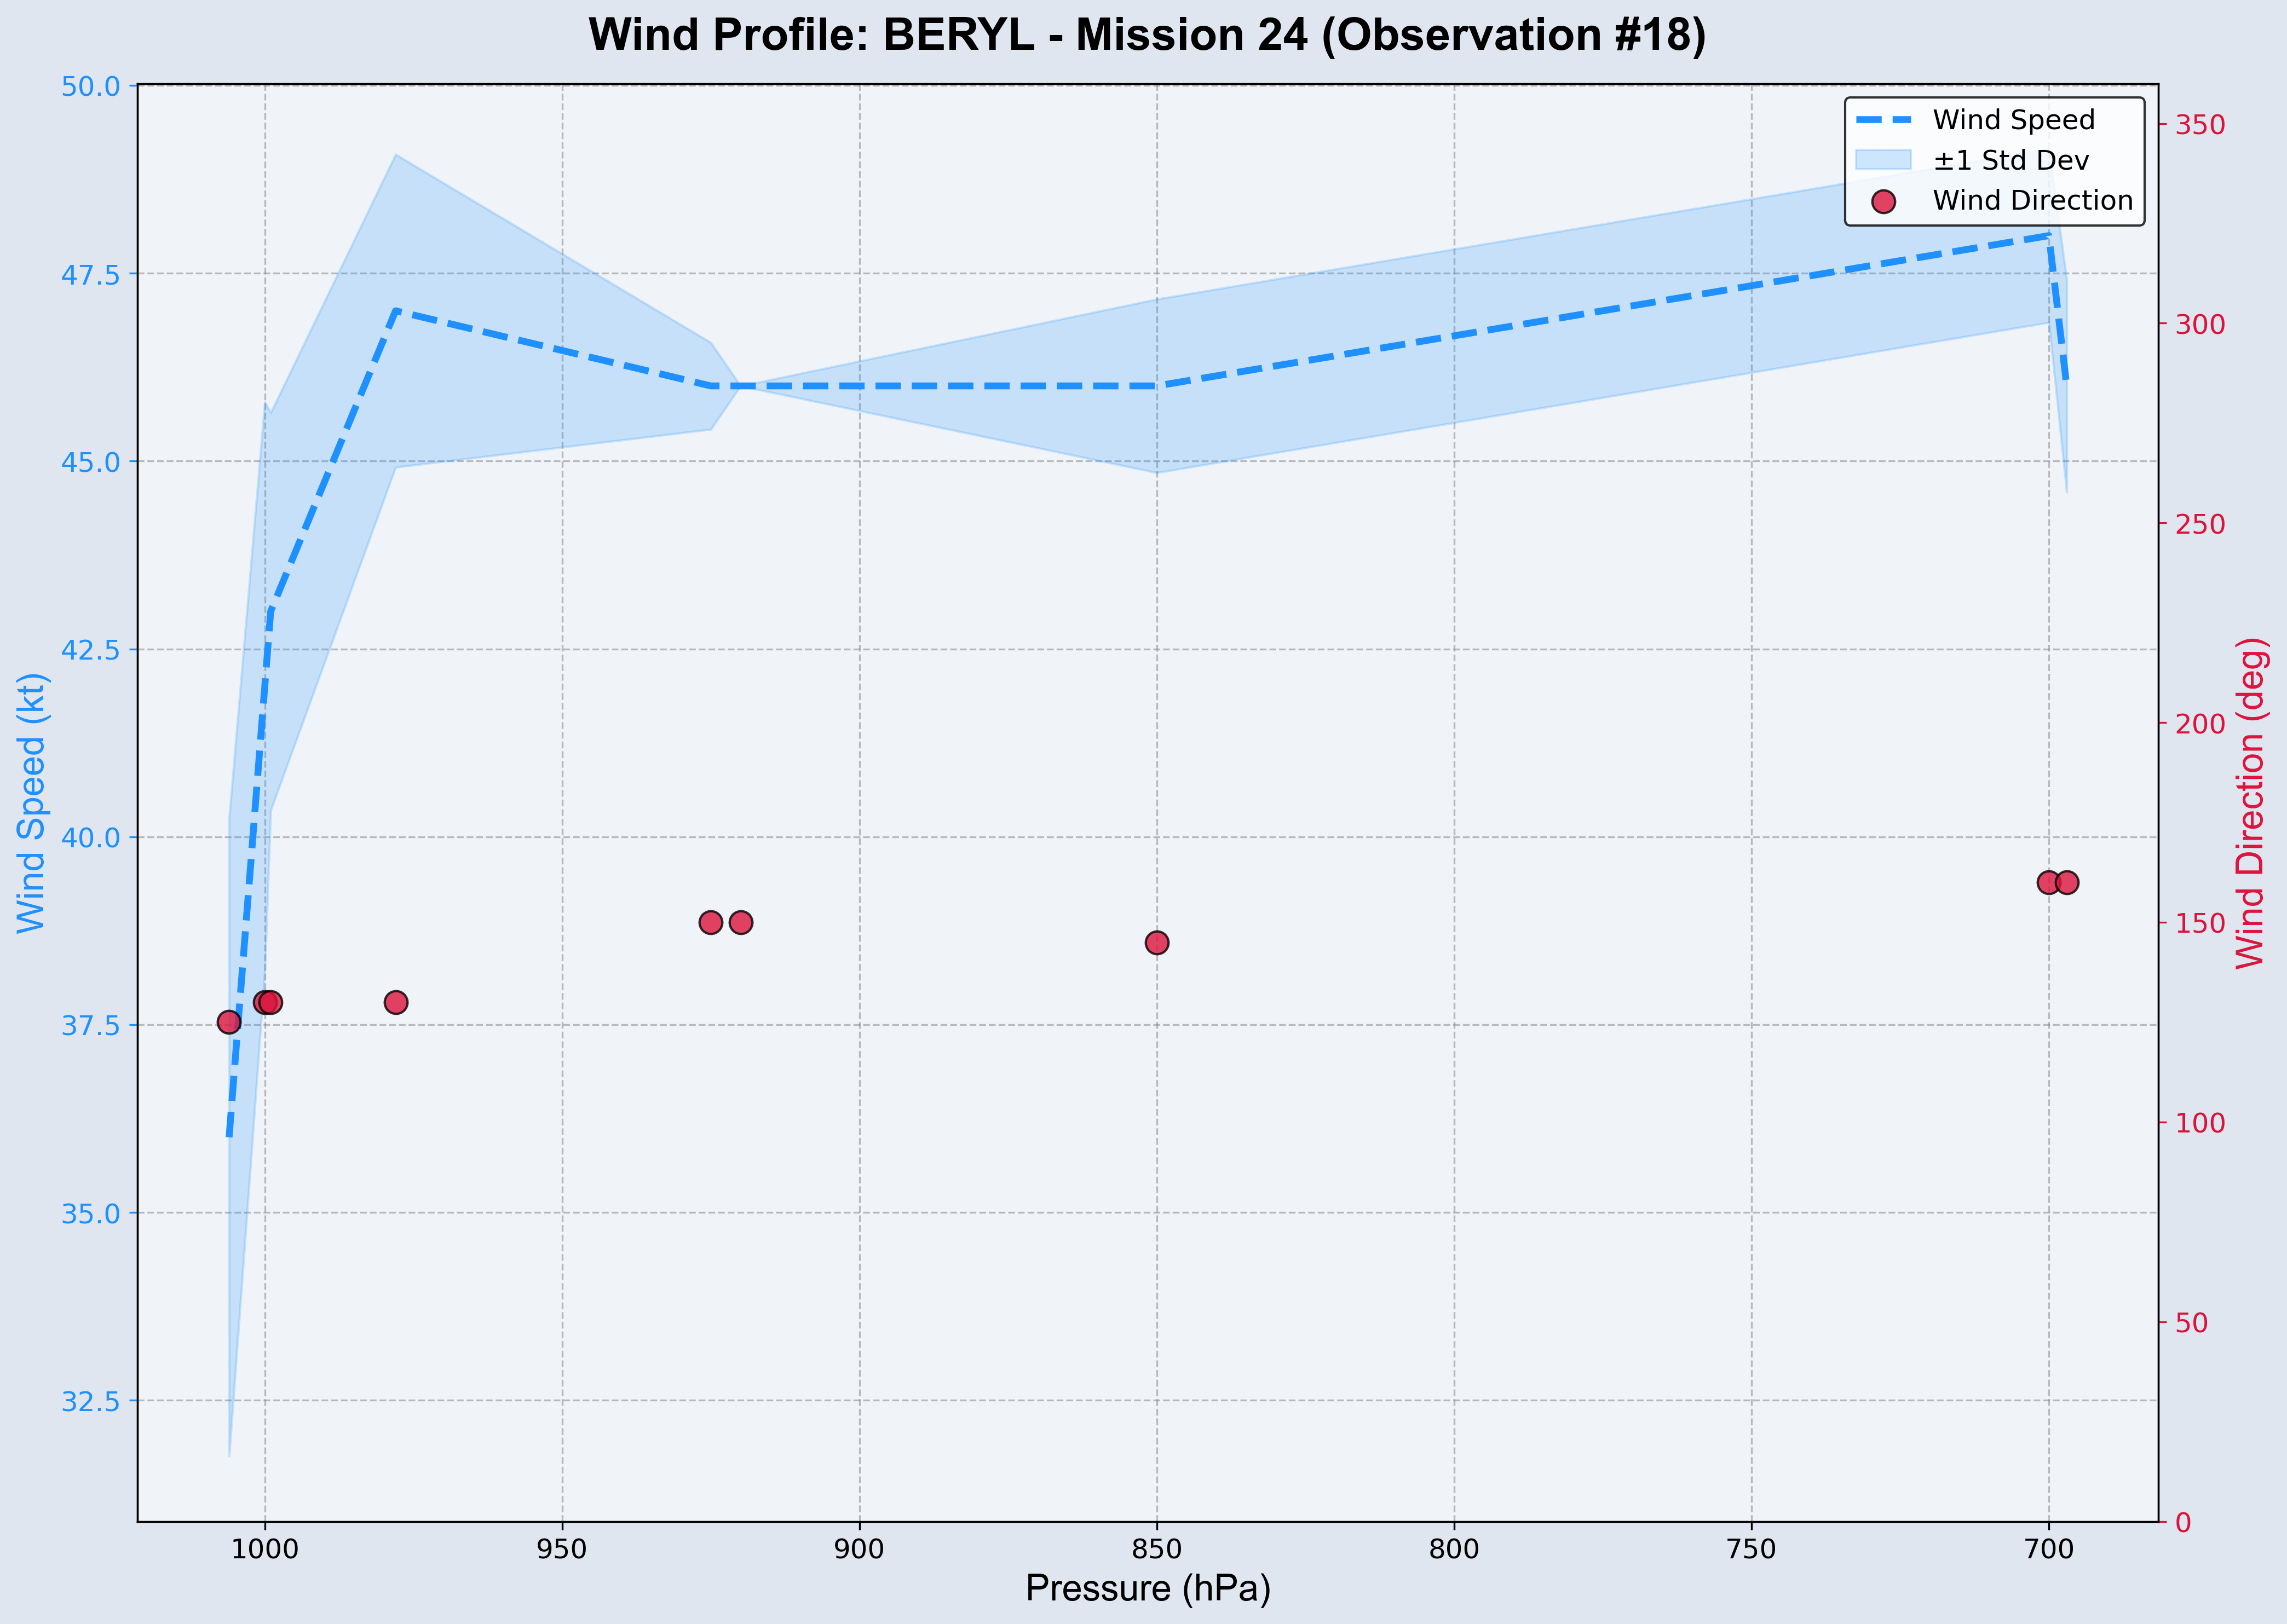 Wind Profile: BERYL - Mission 24 (Observation #18)
Wind Speed
±1 Std Dev
Wind Direction
Wind Speed (kt)
50.0
47.5
45.0
42.5
40.0
37.5
35.0
32.5
350
300
250
200
150
100
50
0
Wind Direction (deg)
1000 950 900 850 800 750 700
Pressure (hPa)